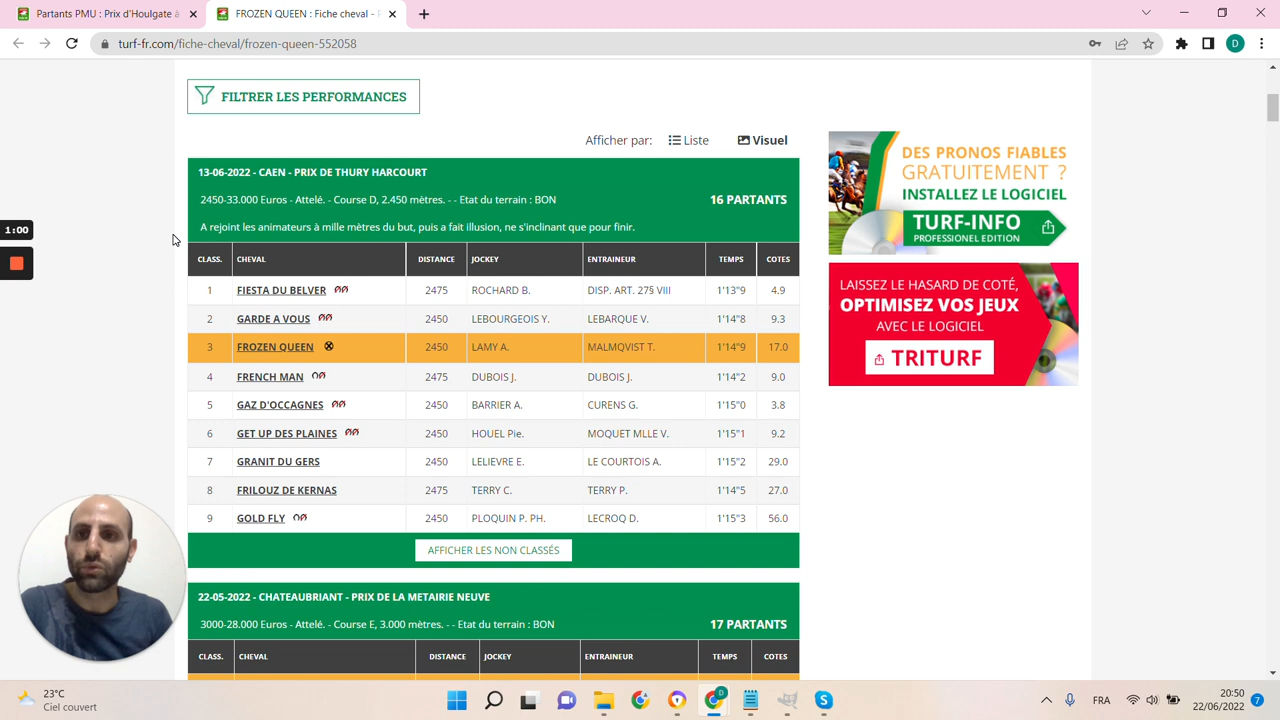 Partants PMU : Prix d'Houlgate à
FROZEN QUEEN : Fiche cheval -
turf-fr.com/fiche-cheval/frozen-queen-552058
D
FILTRER LES PERFORMANCES
Afficher par: Liste Visuel
13-06-2022 - CAEN - PRIX DE THURY HARCOURT
2450-33.000 Euros - Attelé. - Course D, 2.450 mètres. - - Etat du terrain : BON 16 PARTANTS
A rejoint les animateurs à mille mètres du but, puis a fait illusion, ne s'inclinant que pour finir.
CLASS. CHEVAL DISTANCE JOCKEY ENTRAINEUR TEMPS COTES
1 FIESTA DU BELVER 2475 ROCHARD B. DISP. ART. 27§ VIII 1'13"9 4.9
2 GARDE A VOUS 2450 LEBOURGEOIS Y. LEBARQUE V. 1'14"8 9.3
3 FROZEN QUEEN 2450 LAMY A. MALMQVIST T. 1'14"9 17.0
4 FRENCH MAN 2475 DUBOIS J. DUBOIS J. 1'14"2 9.0
5 GAZ D'OCCAGNES 2450 BARRIER A. CURENS G. 1'15"0 3.8
6 GET UP DES PLAINES 2450 HOUEL Pie. MOQUET MLLE V. 1'15"1 9.2
7 GRANIT DU GERS 2450 LELIEVRE E. LE COURTOIS A. 1'15"2 29.0
8 FRILOUZ DE KERNAS 2475 TERRY C. TERRY P. 1'14"5 27.0
9 GOLD FLY 2450 PLOQUIN P. PH. LECROQ D. 1'15"3 56.0
AFFICHER LES NON CLASSÉS
22-05-2022 - CHATEAUBRIANT - PRIX DE LA METAIRIE NEUVE
3000-28.000 Euros - Attelé. - Course E, 3.000 mètres. - - Etat du terrain : BON 17 PARTANTS
CLASS. CHEVAL DISTANCE JOCKEY ENTRAINEUR TEMPS COTES
DES PRONOS FIABLES
GRATUITEMENT ?
INSTALLEZ LE LOGICIEL
TURF-INFO
PROFESSIONEL EDITION
LAISSEZ LE HASARD DE COTÉ,
OPTIMISEZ VOS JEUX
AVEC LE LOGICIEL
TRITURF
1:00
23°C
Ciel couvert
D
FRA
20:50
22/06/2022
7